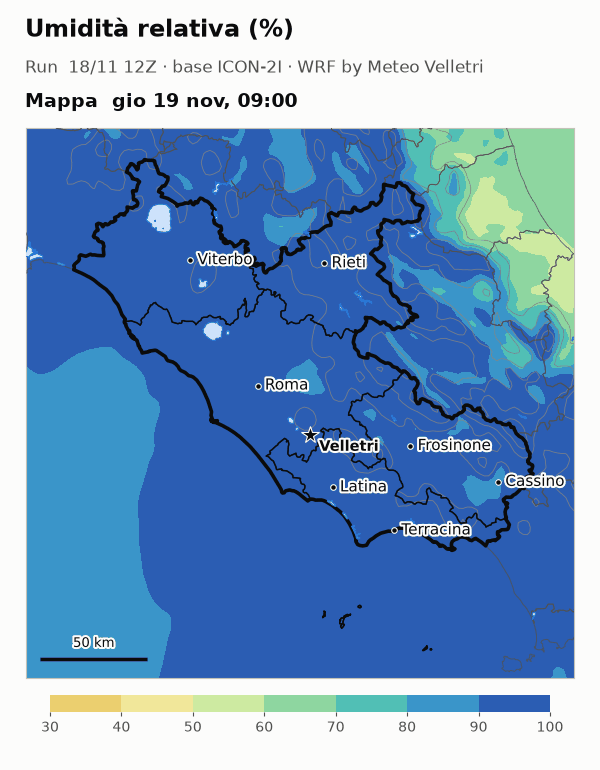 Umidità relativa (%)
Run  18/11 12Z · base ICON-2I · WRF by Meteo Velletri
Mappa  gio 19 nov, 09:00
Viterbo
Rieti
Roma
Velletri
Frosinone
Latina
Cassino
Terracina
50 km
30 40 50 60 70 80 90 100